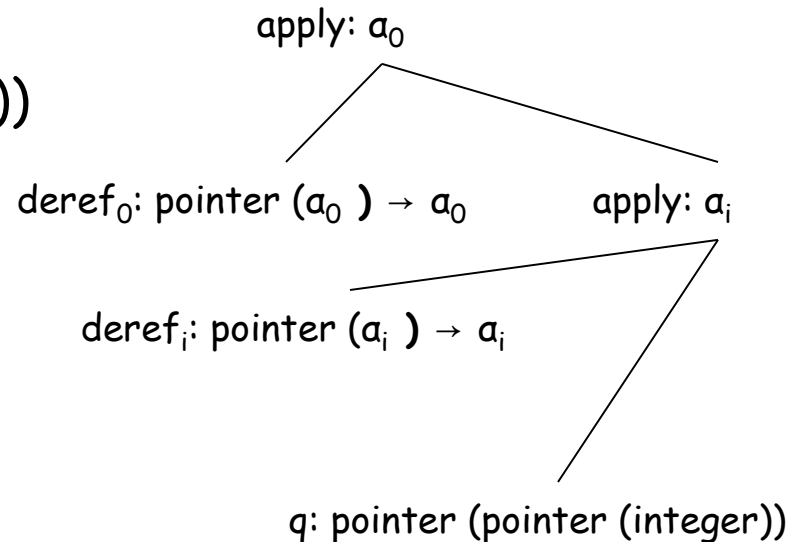 apply: α₀
))
deref₀: pointer (α₀ ) → α₀ apply: αᵢ
derefᵢ: pointer (αᵢ ) → αᵢ
q: pointer (pointer (integer))